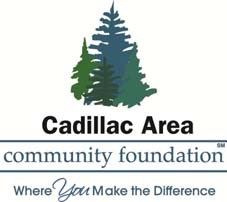 Cadillac Area
community foundation℠
Where You Make the Difference